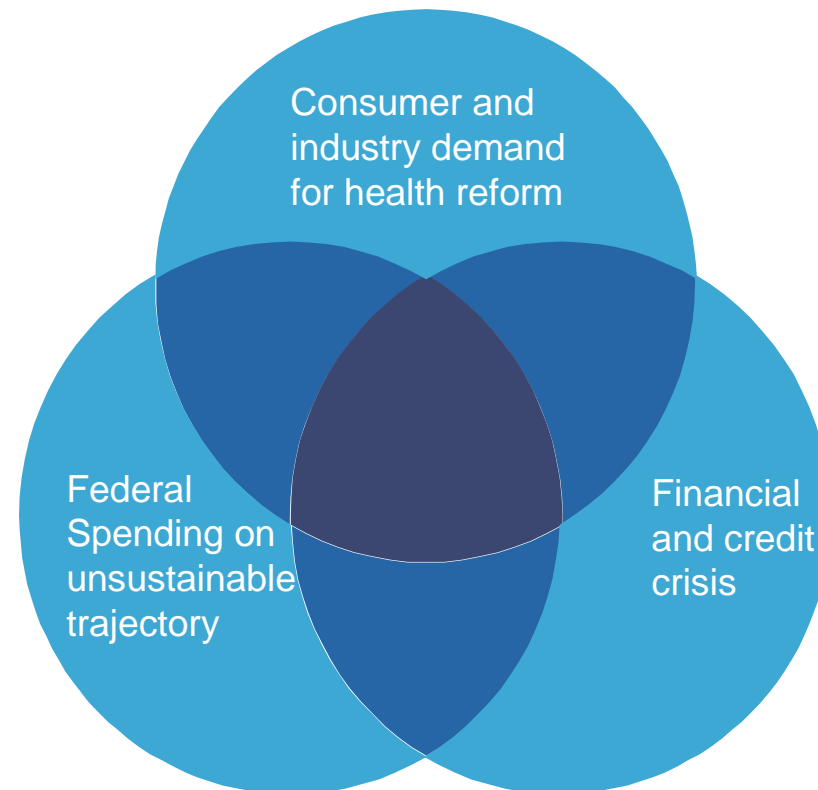 Consumer and
industry demand
for health reform
Federal
Spending on
unsustainable
trajectory
Financial
and credit
crisis